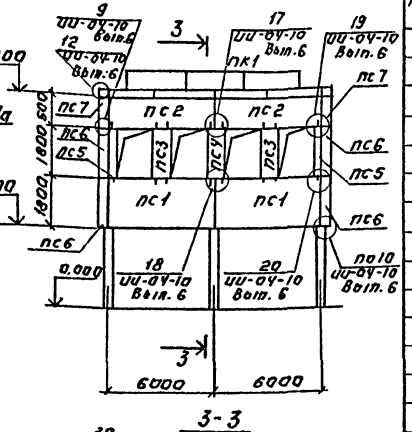 9
ИИ-04-10
Вып.6
12
ИИ-04-10
Вып.6
3
17
ИИ-04-10
Вып.6
пк1
19
ИИ-04-10
Вып.6
пс7
пс7
пс2
пс2
600
пс6
пс6
1800
пс5
пс3
пс4
пс3
пс5
1800
пс1
пс1
пс6
пс6
0,000
18
ИИ-04-10
Вып.6
20
ИИ-04-10
Вып.6
по10
ИИ-04-10
Вып.6
3
6000
6000
3-3